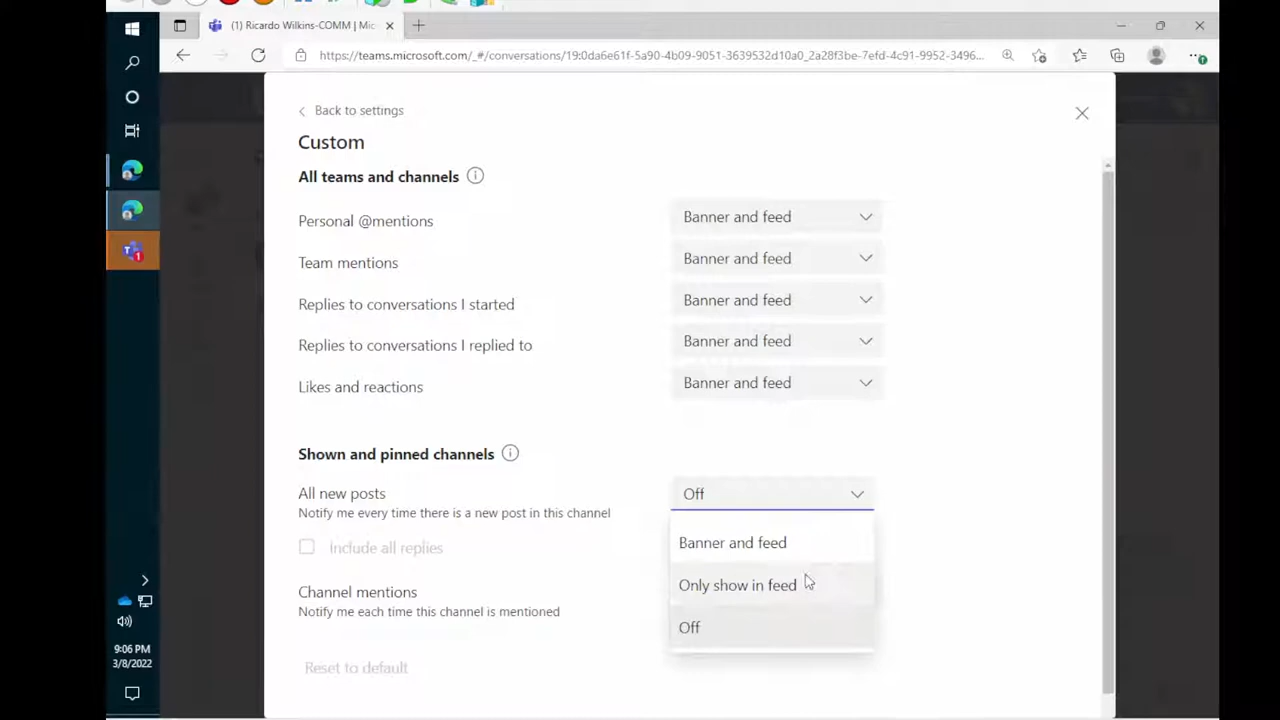 (1) Ricardo Wilkins-COMM | Mic
https://teams.microsoft.com/_#/conversations/19:0da6e61f-5a90-4b09-9051-3639532d10a0_2a28f3be-7efd-4c91-9952-3496...
Back to settings
Custom
All teams and channels
Personal @mentions
Banner and feed
Team mentions
Banner and feed
Replies to conversations I started
Banner and feed
Replies to conversations I replied to
Banner and feed
Likes and reactions
Banner and feed
Shown and pinned channels
All new posts
Off
Notify me every time there is a new post in this channel
Banner and feed
Include all replies
Only show in feed
Channel mentions
Notify me each time this channel is mentioned
Off
Reset to default
9:06 PM
3/8/2022